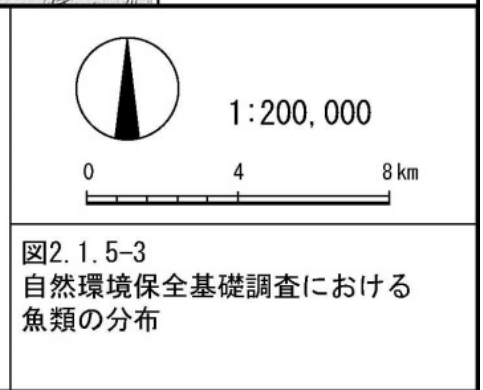 1:200,000
0 4 8km
図2.1.5-3
自然環境保全基礎調査における
魚類の分布